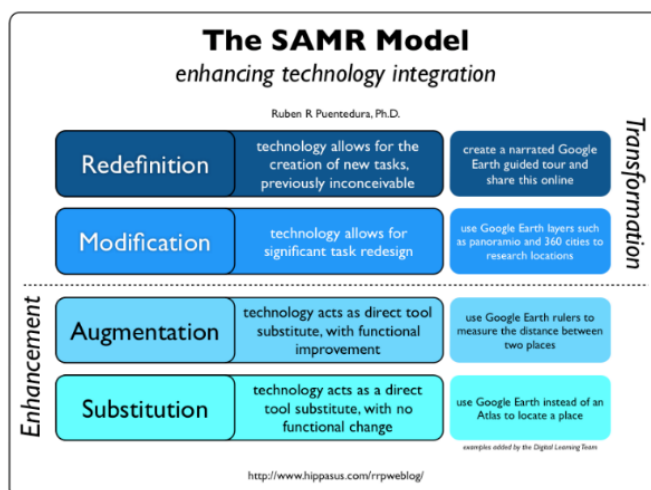 The SAMR Model
enhancing technology integration
Ruben R Puentedura, Ph.D.
Transformation
Redefinition
technology allows for the
creation of new tasks,
previously inconceivable
create a narrated Google
Earth guided tour and
share this online
Modification
technology allows for
significant task redesign
use Google Earth layers such
as panoramio and 360 cities to
research locations
Enhancement
Augmentation
technology acts as direct tool
substitute, with functional
improvement
use Google Earth rulers to
measure the distance between
two places
Substitution
technology acts as a direct
tool substitute, with no
functional change
use Google Earth instead of an
Atlas to locate a place
examples added by the Digital Learning Team
http://www.hippasus.com/rrpweblog/